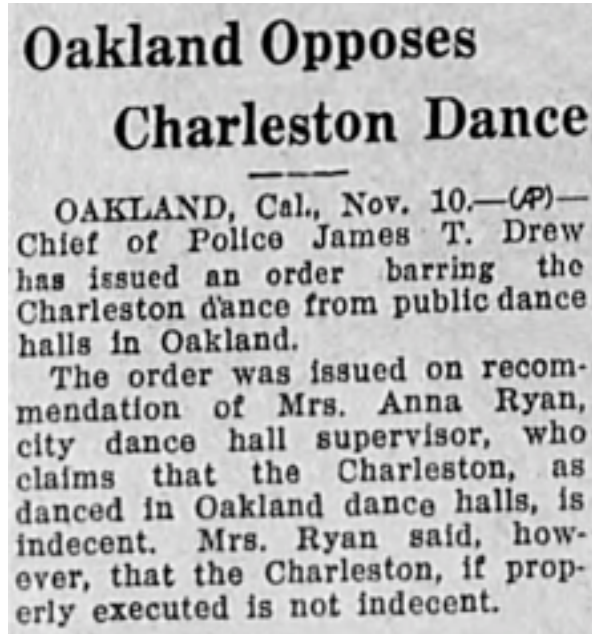 Oakland Opposes
Charleston Dance
OAKLAND, Cal., Nov. 10.—(AP)—
Chief of Police James T. Drew
has issued an order barring the
Charleston dance from public dance
halls in Oakland.
The order was issued on recom-
mendation of Mrs. Anna Ryan,
city dance hall supervisor, who
claims that the Charleston, as
danced in Oakland dance halls, is
indecent. Mrs. Ryan said, how-
ever, that the Charleston, if prop-
erly executed is not indecent.